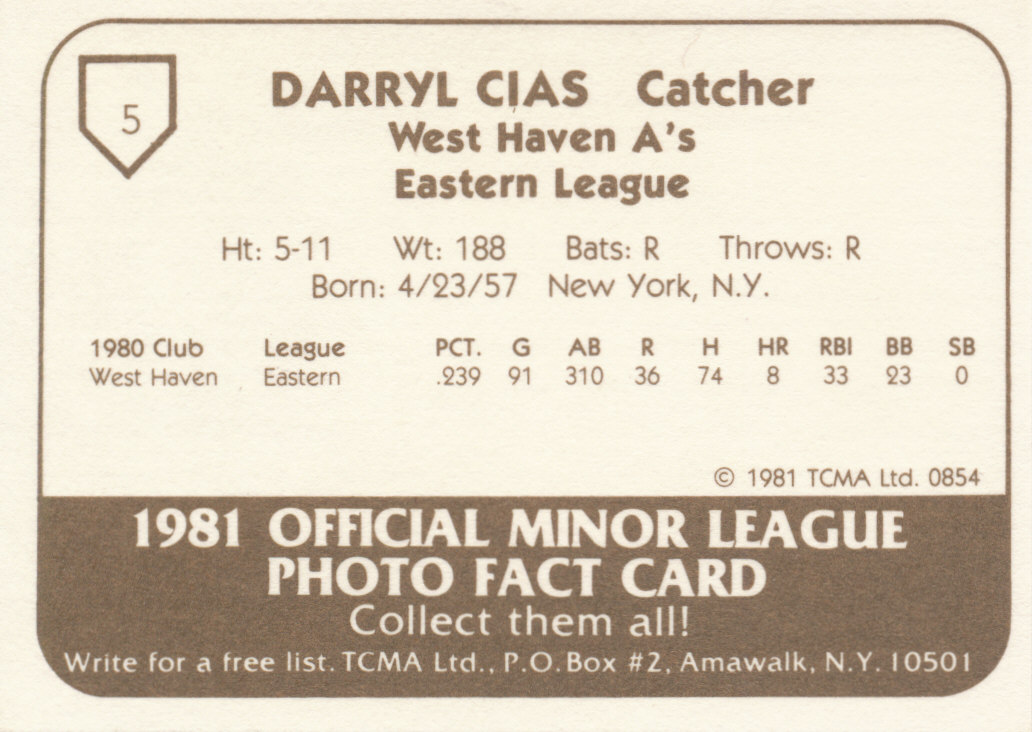 5
DARRYL CIAS Catcher
West Haven A's
Eastern League
Ht: 5-11 Wt: 188 Bats: R Throws: R
Born: 4/23/57 New York, N.Y.
1980 Club League PCT. G AB R H HR RBI BB SB
West Haven Eastern .239 91 310 36 74 8 33 23 0
© 1981 TCMA Ltd. 0854
1981 OFFICIAL MINOR LEAGUE
PHOTO FACT CARD
Collect them all!
Write for a free list. TCMA Ltd., P.O. Box #2, Amawalk, N.Y. 10501